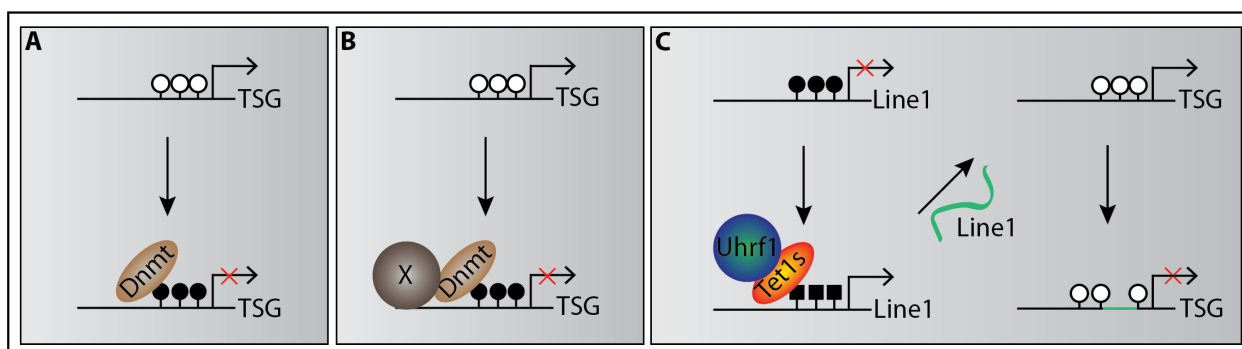 A
TSG
Dnmt
TSG
B
TSG
X
Dnmt
TSG
C
Line1
TSG
Uhrf1
Tet1s
Line1
Line1
TSG